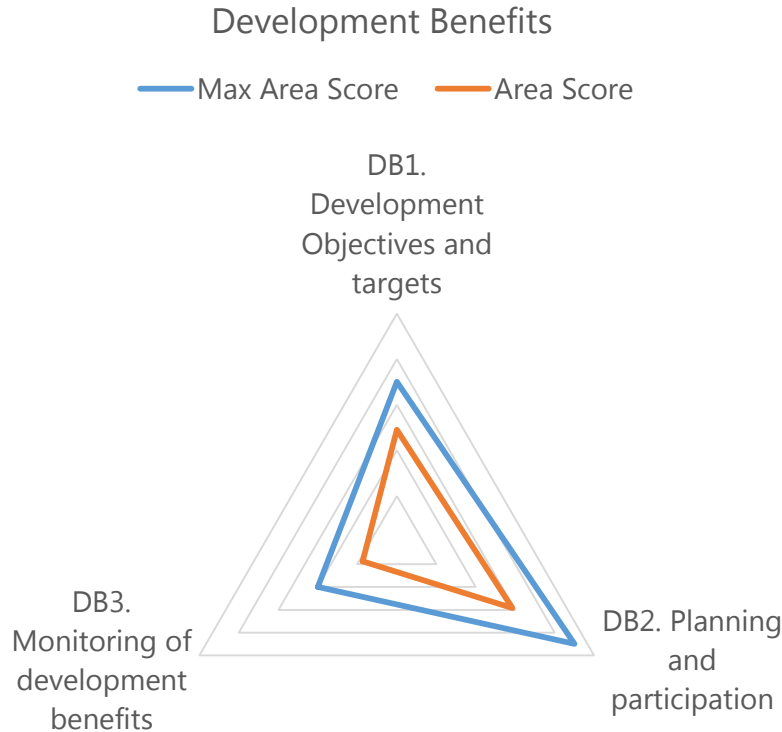 Development Benefits
Max Area Score Area Score
DB1.
Development
Objectives and
targets
DB2. Planning
and
participation
DB3.
Monitoring of
development
benefits